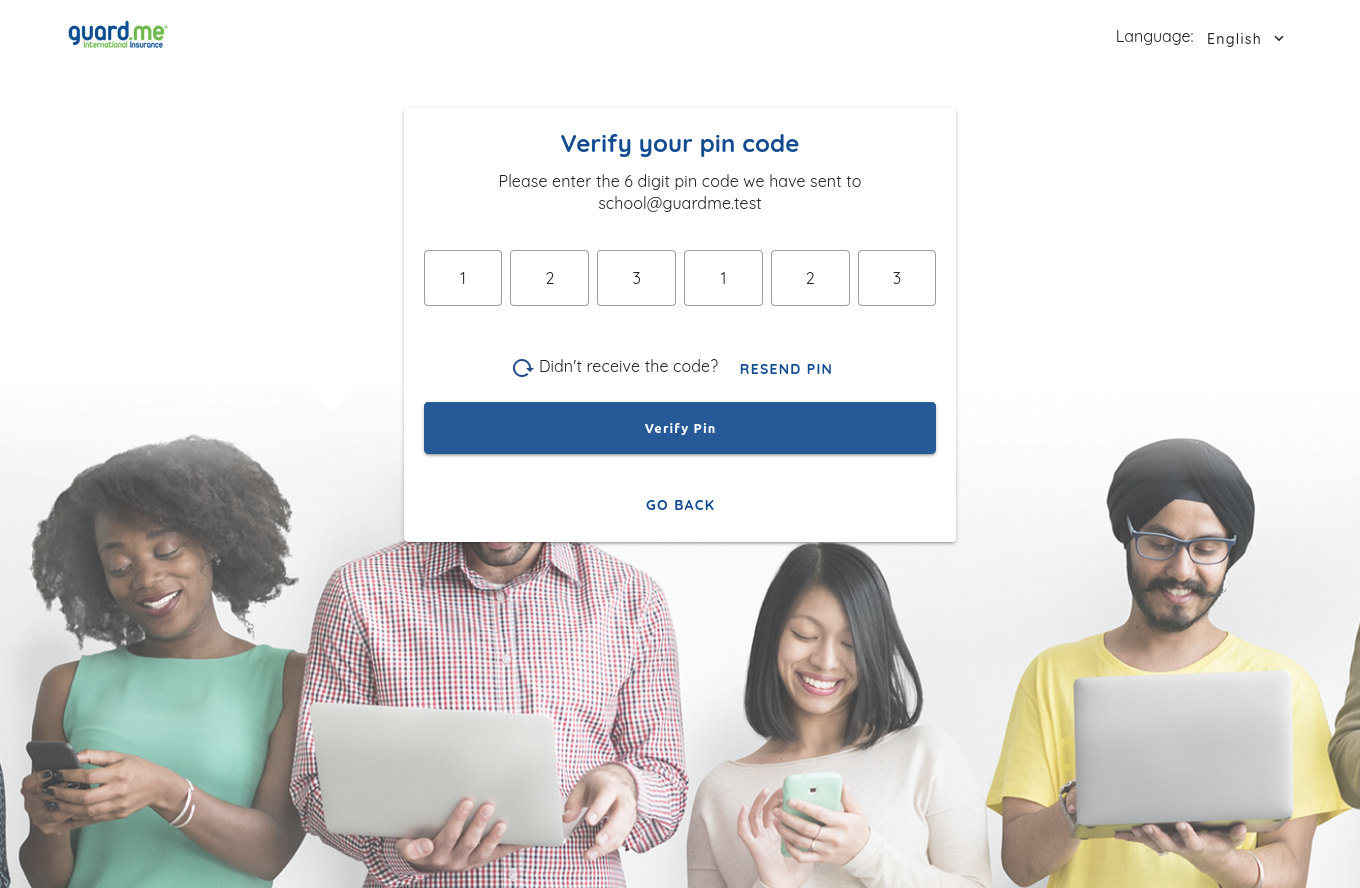 guard.me
International Insurance
Language: English
Verify your pin code
Please enter the 6 digit pin code we have sent to
school@guardme.test
1 2 3 1 2 3
Didn't receive the code? RESEND PIN
Verify Pin
GO BACK